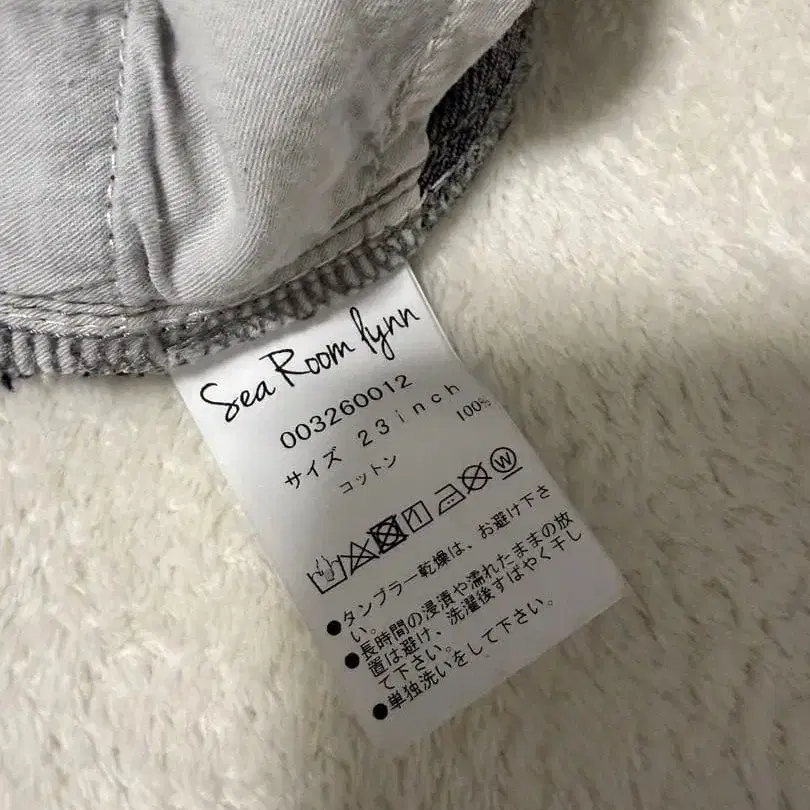 Sea Room lynn
003260012
サイズ 23inch
コットン 100%
Ⓦ
●タンブラー乾燥は、お避け下さ
い。
●長時間の浸漬や濡れたままの放
置は避け、洗濯後すばやく干し
て下さい。
●単独洗いをして下さい。